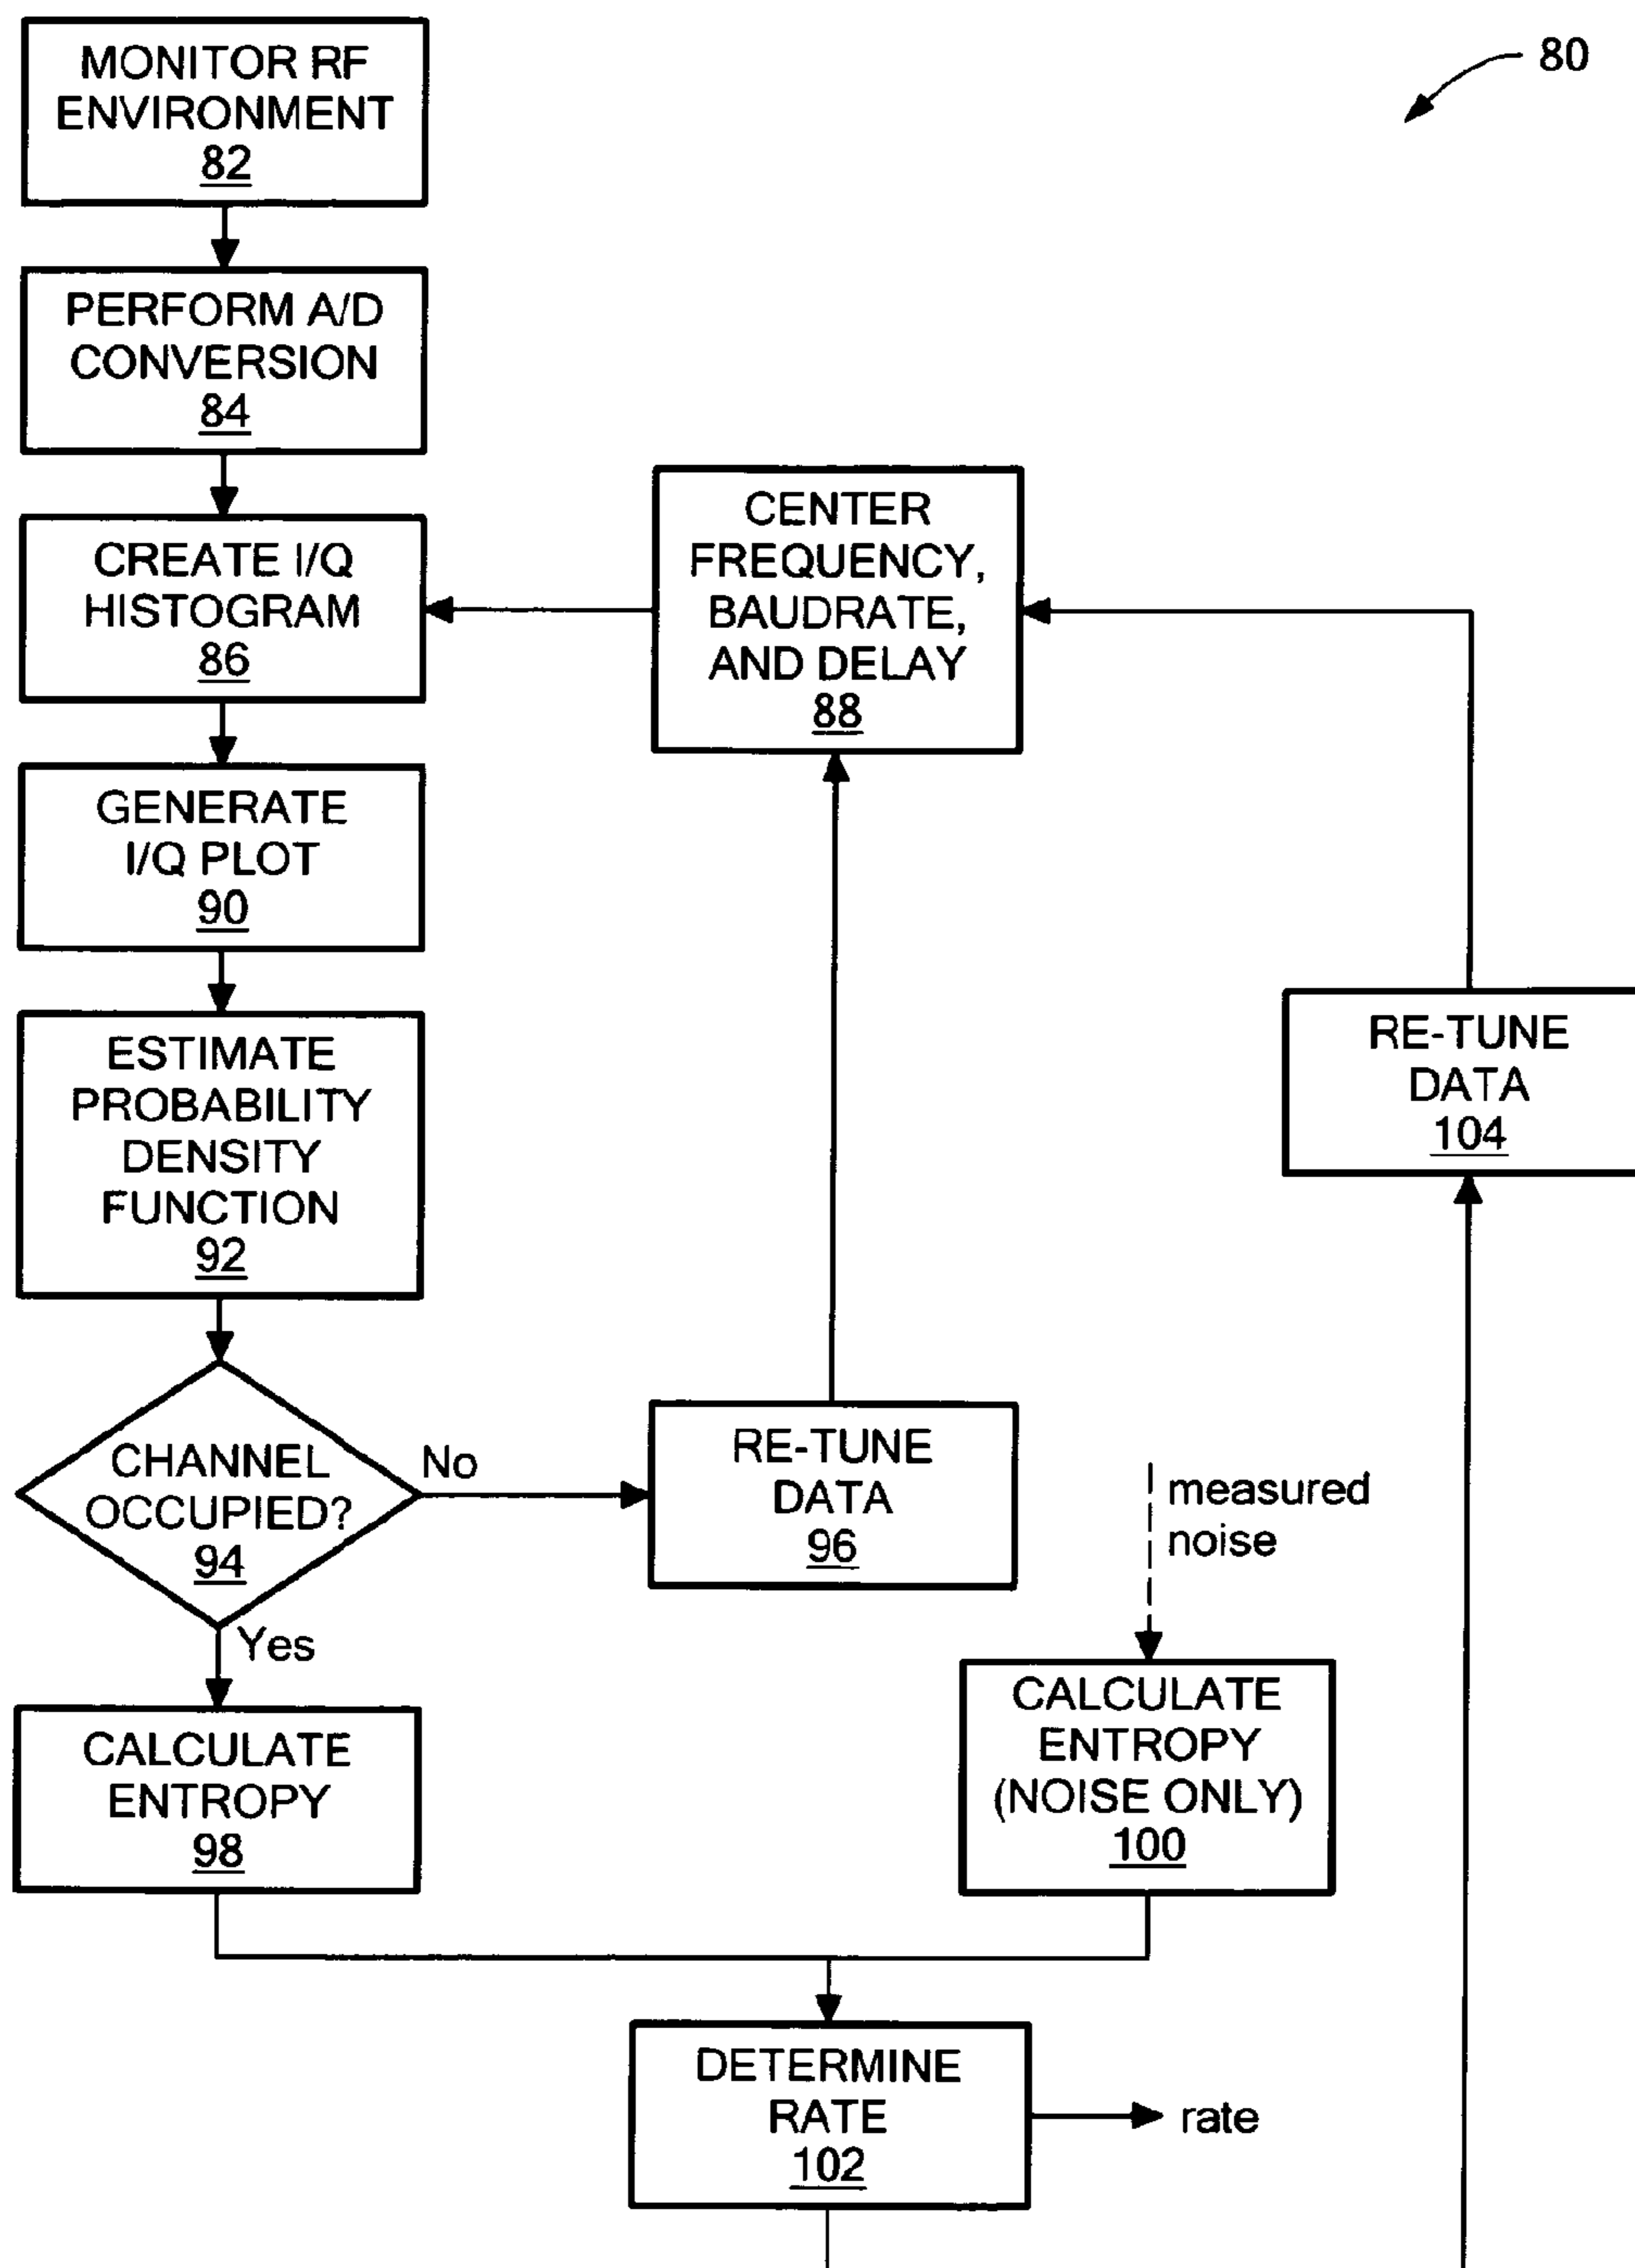 80
MONITOR RF
ENVIRONMENT
82
PERFORM A/D
CONVERSION
84
CREATE I/Q
HISTOGRAM
86
CENTER
FREQUENCY,
BAUDRATE,
AND DELAY
88
GENERATE
I/Q PLOT
90
ESTIMATE
PROBABILITY
DENSITY
FUNCTION
92
RE-TUNE
DATA
104
CHANNEL
OCCUPIED?
94
No
Yes
RE-TUNE
DATA
96
measured
noise
CALCULATE
ENTROPY
98
CALCULATE
ENTROPY
(NOISE ONLY)
100
DETERMINE
RATE
102
rate